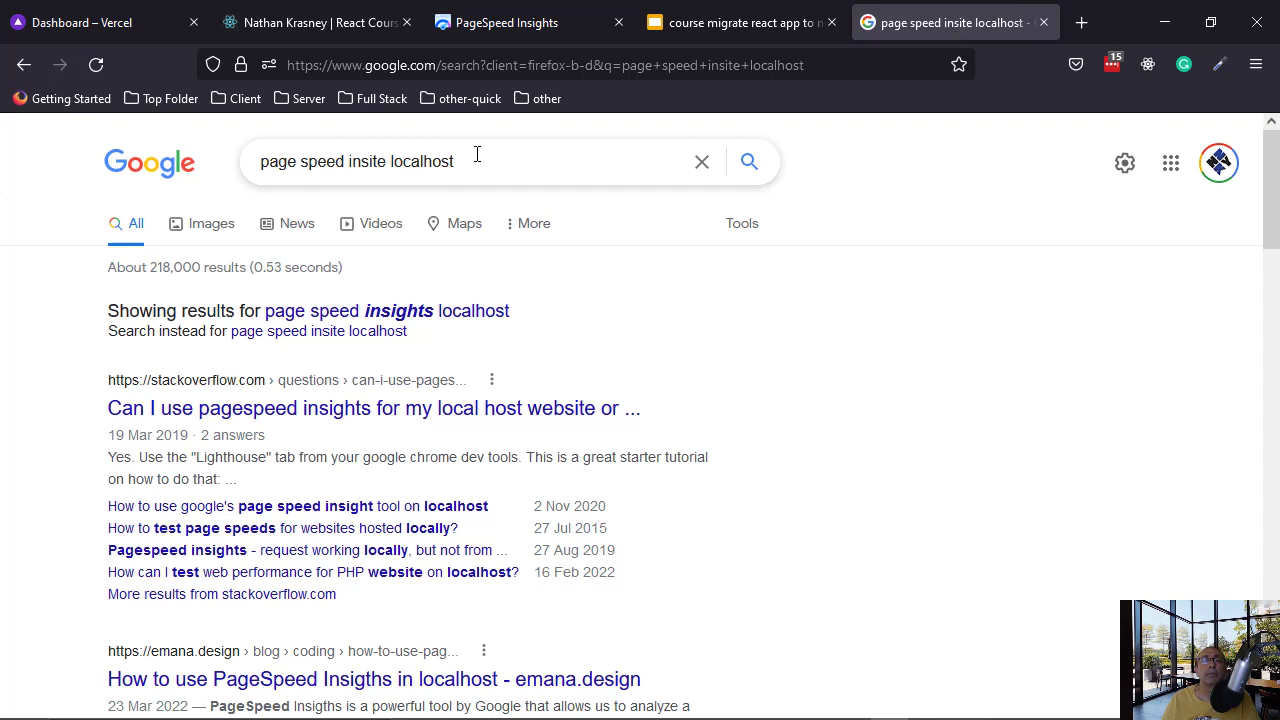 Dashboard – Vercel
Nathan Krasney | React Cours
PageSpeed Insights
course migrate react app to n
page speed insite localhost -
https://www.google.com/search?client=firefox-b-d&q=page+speed+insite+localhost
15
Getting Started
Top Folder
Client
Server
Full Stack
other-quick
other
Google
page speed insite localhost
All
Images
News
Videos
Maps
More
Tools
About 218,000 results (0.53 seconds)
Showing results for page speed insights localhost
Search instead for page speed insite localhost
https://stackoverflow.com › questions › can-i-use-pages...
Can I use pagespeed insights for my local host website or ...
19 Mar 2019 · 2 answers
Yes. Use the "Lighthouse" tab from your google chrome dev tools. This is a great starter tutorial
on how to do that: ...
How to use google's page speed insight tool on localhost 2 Nov 2020
How to test page speeds for websites hosted locally? 27 Jul 2015
Pagespeed insights - request working locally, but not from ... 27 Aug 2019
How can I test web performance for PHP website on localhost? 16 Feb 2022
More results from stackoverflow.com
https://emana.design › blog › coding › how-to-use-pag...
How to use PageSpeed Insigths in localhost - emana.design
23 Mar 2022 — PageSpeed Insigths is a powerful tool by Google that allows us to analyze a